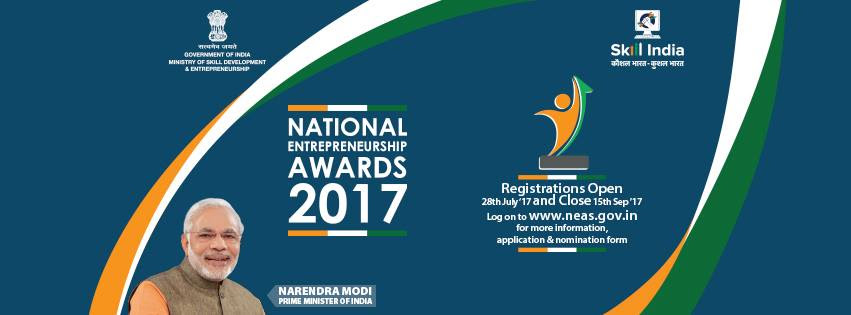 सत्यमेव जयते
GOVERNMENT OF INDIA
MINISTRY OF SKILL DEVELOPMENT
& ENTREPRENEURSHIP
Skill India
कौशल भारत - कुशल भारत
NATIONAL
ENTREPRENEURSHIP
AWARDS
2017
Registrations Open
28th July '17 and Close 15th Sep '17
Log on to www.neas.gov.in
for more information,
application & nomination form
NARENDRA MODI
PRIME MINISTER OF INDIA